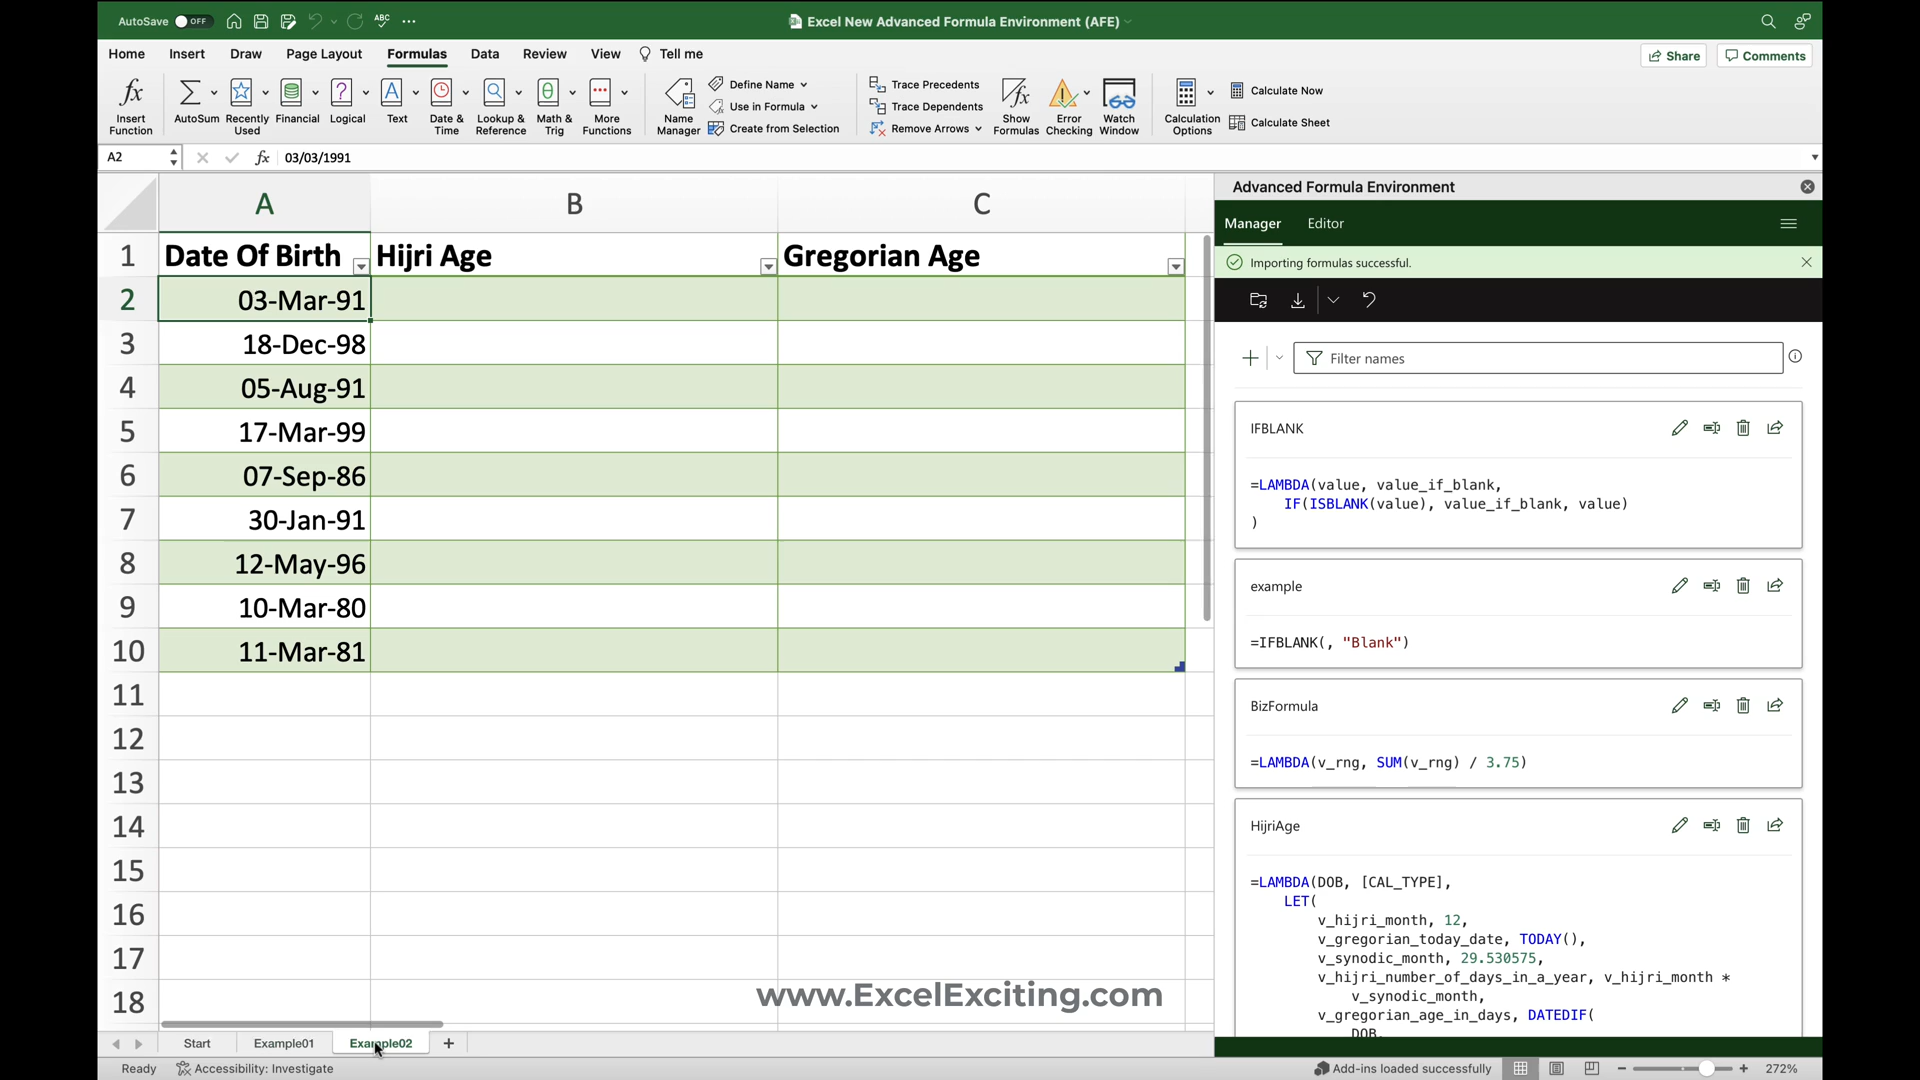 AutoSave OFF
ABC
Excel New Advanced Formula Environment (AFE)
Home Insert Draw Page Layout Formulas Data Review View Tell me
Share Comments
Insert Function
AutoSum
Recently Used
Financial
Logical
Text
Date & Time
Lookup & Reference
Math & Trig
More Functions
Name Manager
Define Name
Use in Formula
Create from Selection
Trace Precedents
Trace Dependents
Remove Arrows
Show Formulas
Error Checking
Watch Window
Calculation Options
Calculate Now
Calculate Sheet
A2 fx 03/03/1991
A B C
1 Date Of Birth Hijri Age Gregorian Age
2 03-Mar-91
3 18-Dec-98
4 05-Aug-91
5 17-Mar-99
6 07-Sep-86
7 30-Jan-91
8 12-May-96
9 10-Mar-80
10 11-Mar-81
11
12
13
14
15
16
17
18
www.ExcelExciting.com
Advanced Formula Environment
Manager Editor
Importing formulas successful.
Filter names
IFBLANK
=LAMBDA(value, value_if_blank,
IF(ISBLANK(value), value_if_blank, value)
)
example
=IFBLANK(, "Blank")
BizFormula
=LAMBDA(v_rng, SUM(v_rng) / 3.75)
HijriAge
=LAMBDA(DOB, [CAL_TYPE],
LET(
v_hijri_month, 12,
v_gregorian_today_date, TODAY(),
v_synodic_month, 29.530575,
v_hijri_number_of_days_in_a_year, v_hijri_month *
v_synodic_month,
v_gregorian_age_in_days, DATEDIF(
DOB,
Start Example01 Example02
Ready Accessibility: Investigate
Add-ins loaded successfully 272%